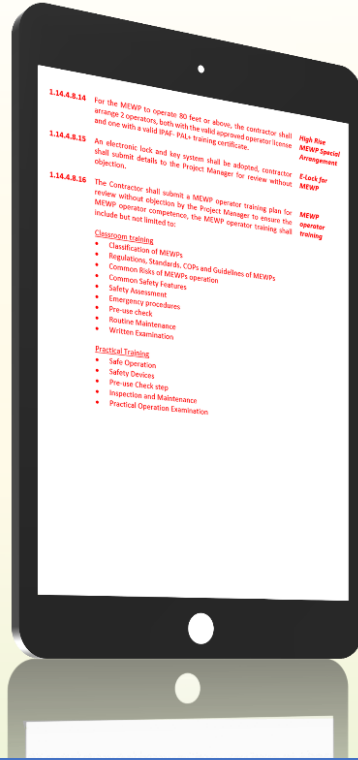 1.14.4.8.14 For the MEWP to operate 80 feet or above, the contractor shall High Rise
arrange 2 operators, both with the valid approved operator license MEWP Special
and one with a valid IPAF- PAL+ training certificate. Arrangement
1.14.4.8.15 An electronic lock and key system shall be adopted, contractor E-Lock for
shall submit details to the Project Manager for review without MEWP
objection.
1.14.4.8.16 The Contractor shall submit a MEWP operator training plan for MEWP
review without objection by the Project Manager to ensure the operator
MEWP operator competence, the MEWP operator training shall training
include but not limited to:
Classroom training
• Classification of MEWPs
• Regulations, Standards, COPs and Guidelines of MEWPs
• Common Risks of MEWPs operation
• Common Safety Features
• Safety Assessment
• Emergency procedures
• Pre-use check
• Routine Maintenance
• Written Examination
Practical Training
• Safe Operation
• Safety Devices
• Pre-use Check step
• Inspection and Maintenance
• Practical Operation Examination